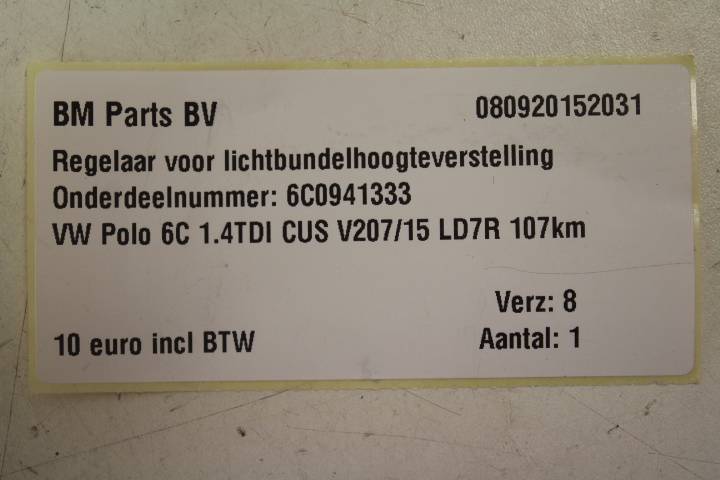 BM Parts BV 080920152031
Regelaar voor lichtbundelhoogteverstelling
Onderdeelnummer: 6C0941333
VW Polo 6C 1.4TDI CUS V207/15 LD7R 107km
Verz: 8
10 euro incl BTW Aantal: 1